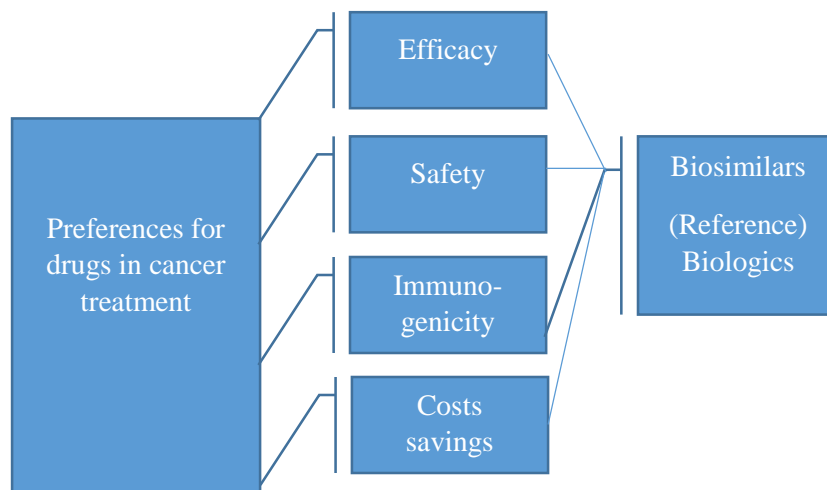 Preferences for
drugs in cancer
treatment
Efficacy
Safety
Immuno-
genicity
Costs
savings
Biosimilars
(Reference)
Biologics